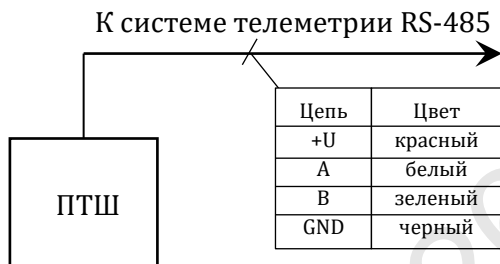 К системе телеметрии RS-485
Цепь Цвет
+U красный
A белый
B зеленый
GND черный
ПТШ